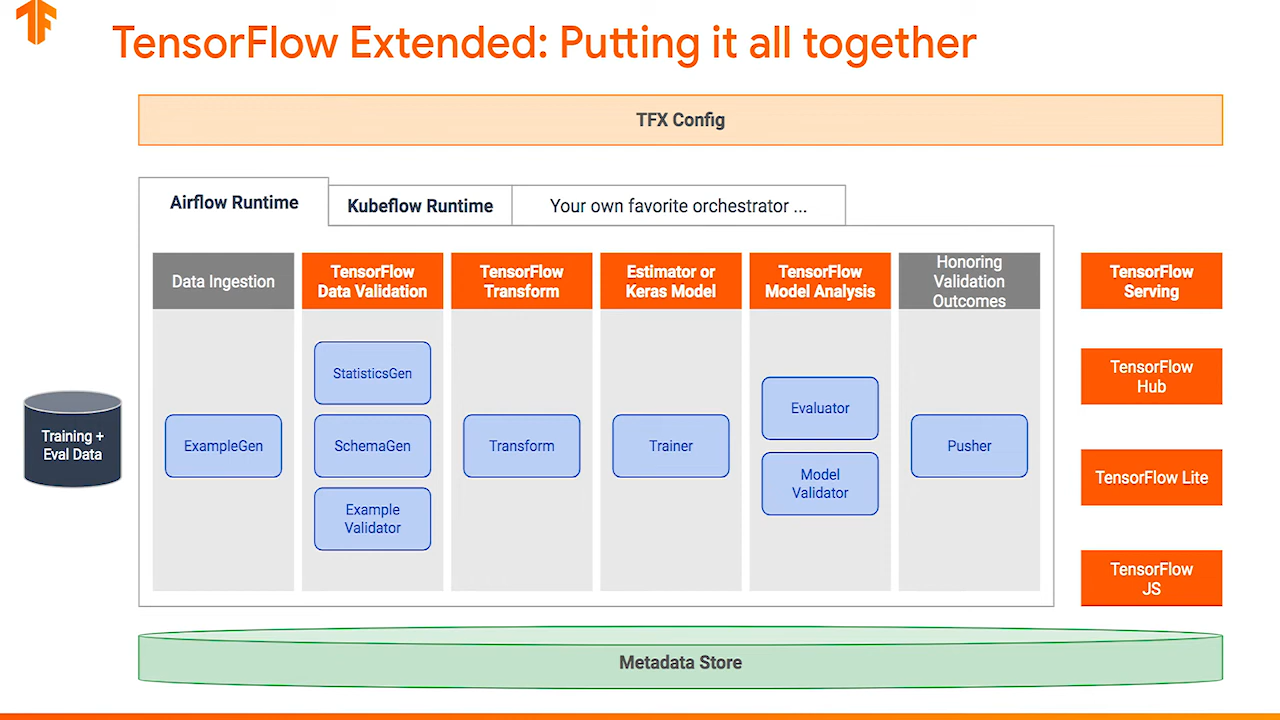 TensorFlow Extended: Putting it all together
TFX Config
Airflow Runtime
Kubeflow Runtime
Your own favorite orchestrator ...
Data Ingestion
TensorFlow
Data Validation
TensorFlow
Transform
Estimator or
Keras Model
TensorFlow
Model Analysis
Honoring
Validation
Outcomes
TensorFlow
Serving
Training +
Eval Data
ExampleGen
StatisticsGen
SchemaGen
Example
Validator
Transform
Trainer
Evaluator
Model
Validator
Pusher
TensorFlow
Hub
TensorFlow Lite
TensorFlow
JS
Metadata Store